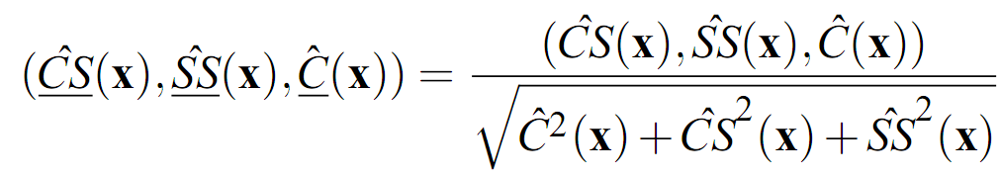 $(\underline{\hat{CS}}(\mathbf{x}), \underline{\hat{SS}}(\mathbf{x}), \underline{\hat{C}}(\mathbf{x})) = \frac{(\hat{CS}(\mathbf{x}), \hat{SS}(\mathbf{x}), \hat{C}(\mathbf{x}))}{\sqrt{\hat{C}^2(\mathbf{x}) + \hat{CS}^2(\mathbf{x}) + \hat{SS}^2(\mathbf{x})}}$